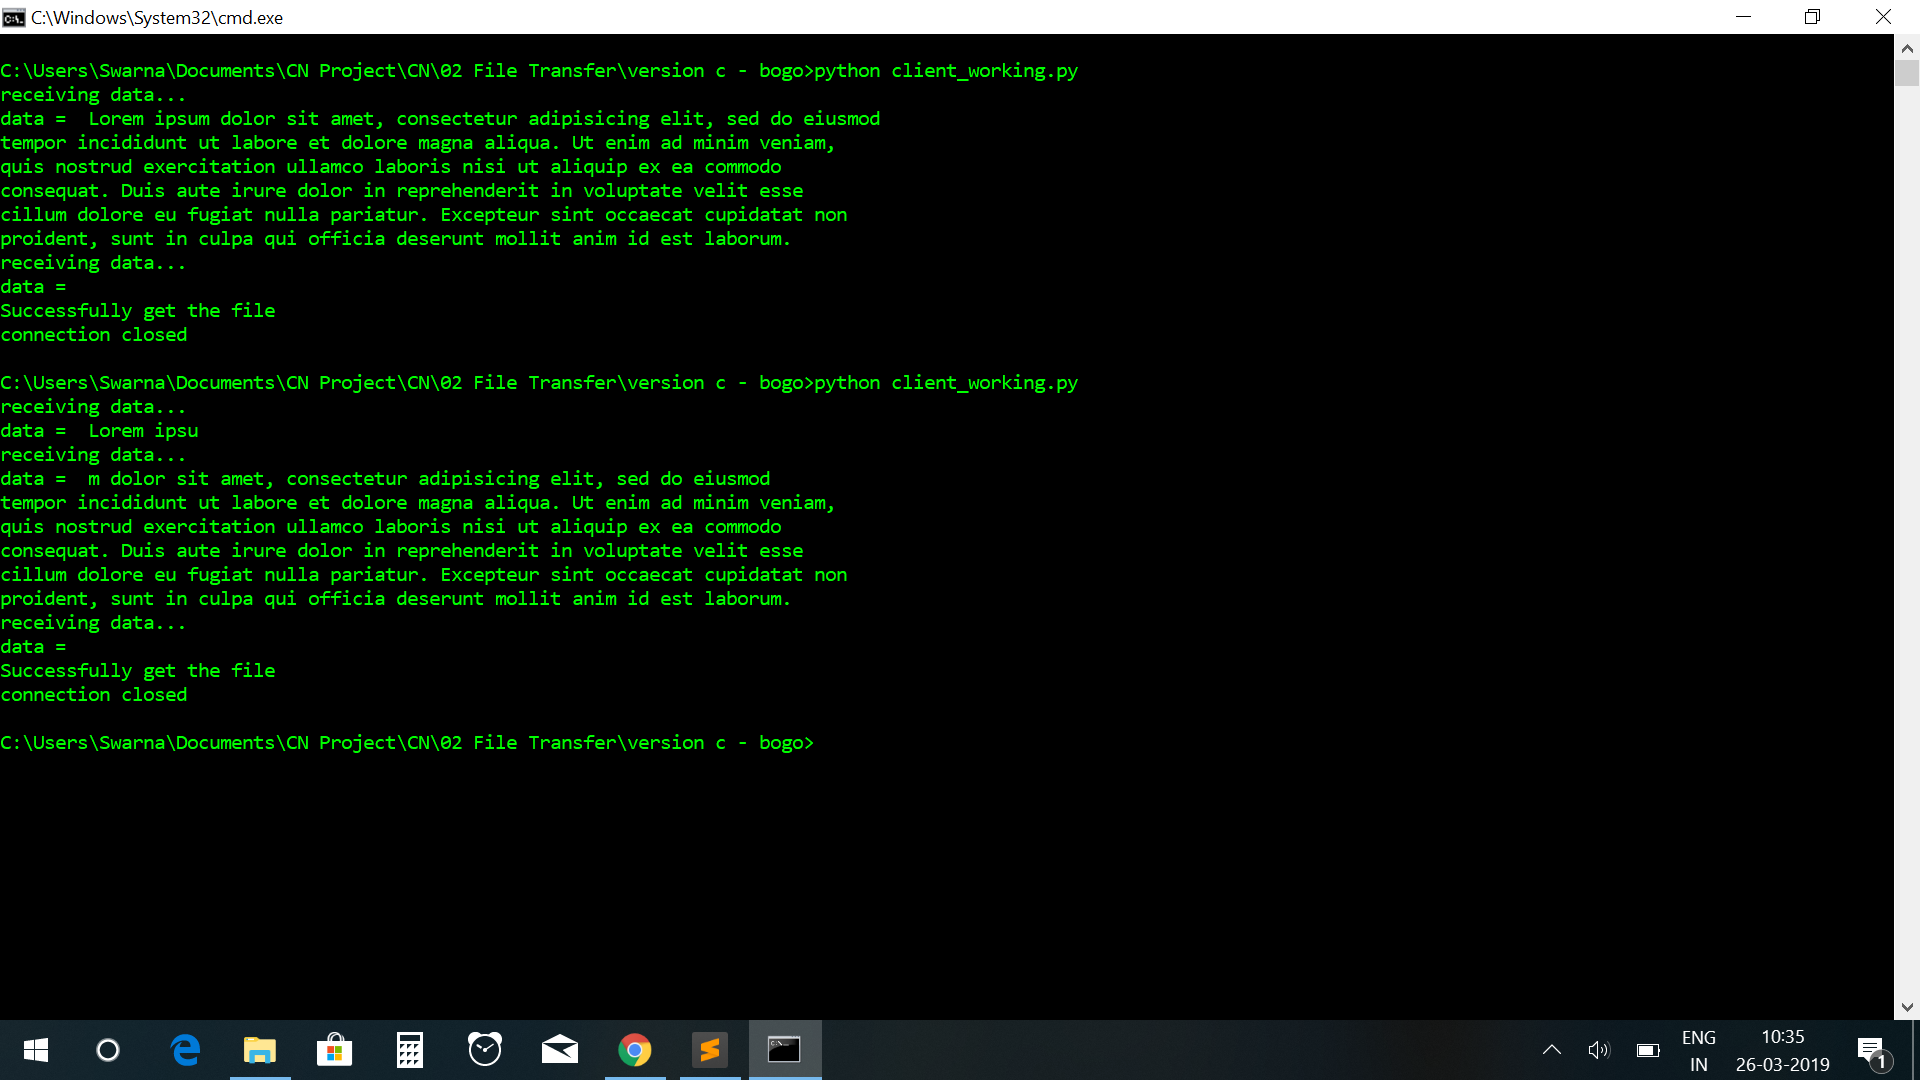 C:\Windows\System32\cmd.exe
C:\Users\Swarna\Documents\CN Project\CN\02 File Transfer\version c - bogo>python client_working.py
receiving data...
data =  Lorem ipsum dolor sit amet, consectetur adipisicing elit, sed do eiusmod
tempor incididunt ut labore et dolore magna aliqua. Ut enim ad minim veniam,
quis nostrud exercitation ullamco laboris nisi ut aliquip ex ea commodo
consequat. Duis aute irure dolor in reprehenderit in voluptate velit esse
cillum dolore eu fugiat nulla pariatur. Excepteur sint occaecat cupidatat non
proident, sunt in culpa qui officia deserunt mollit anim id est laborum.
receiving data...
data =
Successfully get the file
connection closed
C:\Users\Swarna\Documents\CN Project\CN\02 File Transfer\version c - bogo>python client_working.py
receiving data...
data =  Lorem ipsu
receiving data...
data =  m dolor sit amet, consectetur adipisicing elit, sed do eiusmod
tempor incididunt ut labore et dolore magna aliqua. Ut enim ad minim veniam,
quis nostrud exercitation ullamco laboris nisi ut aliquip ex ea commodo
consequat. Duis aute irure dolor in reprehenderit in voluptate velit esse
cillum dolore eu fugiat nulla pariatur. Excepteur sint occaecat cupidatat non
proident, sunt in culpa qui officia deserunt mollit anim id est laborum.
receiving data...
data =
Successfully get the file
connection closed
C:\Users\Swarna\Documents\CN Project\CN\02 File Transfer\version c - bogo>
ENG
IN
10:35
26-03-2019
1